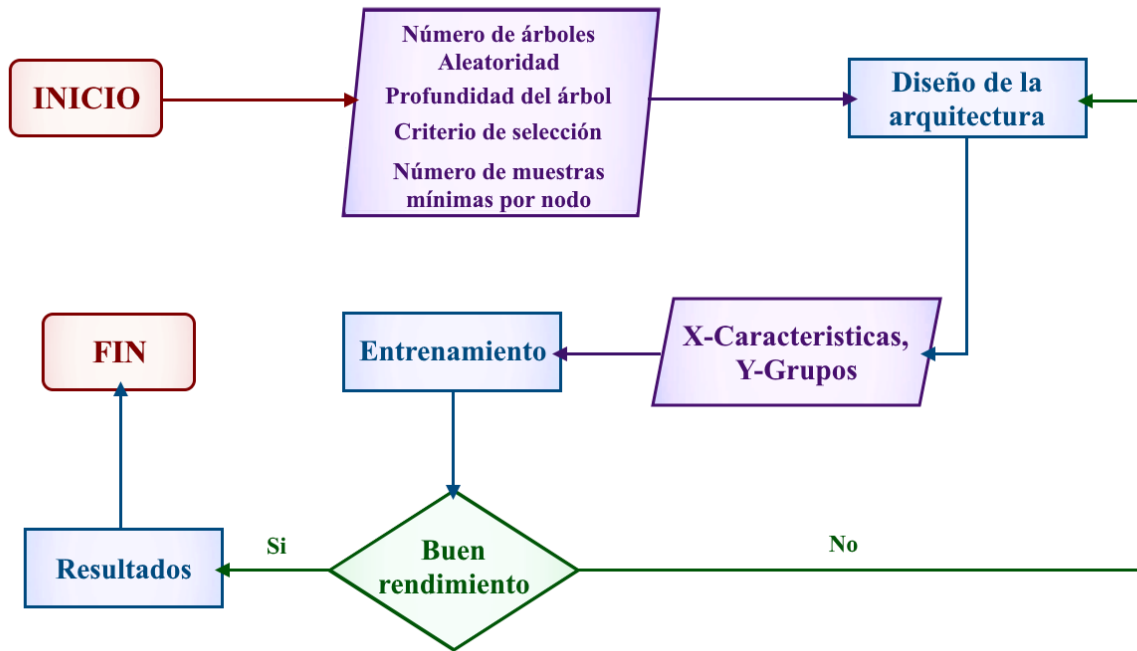 INICIO
Número de árboles
Aleatoridad
Profundidad del árbol
Criterio de selección
Número de muestras
mínimas por nodo
Diseño de la
arquitectura
X-Caracteristicas,
Y-Grupos
Entrenamiento
FIN
Buen
rendimiento
Si
No
Resultados